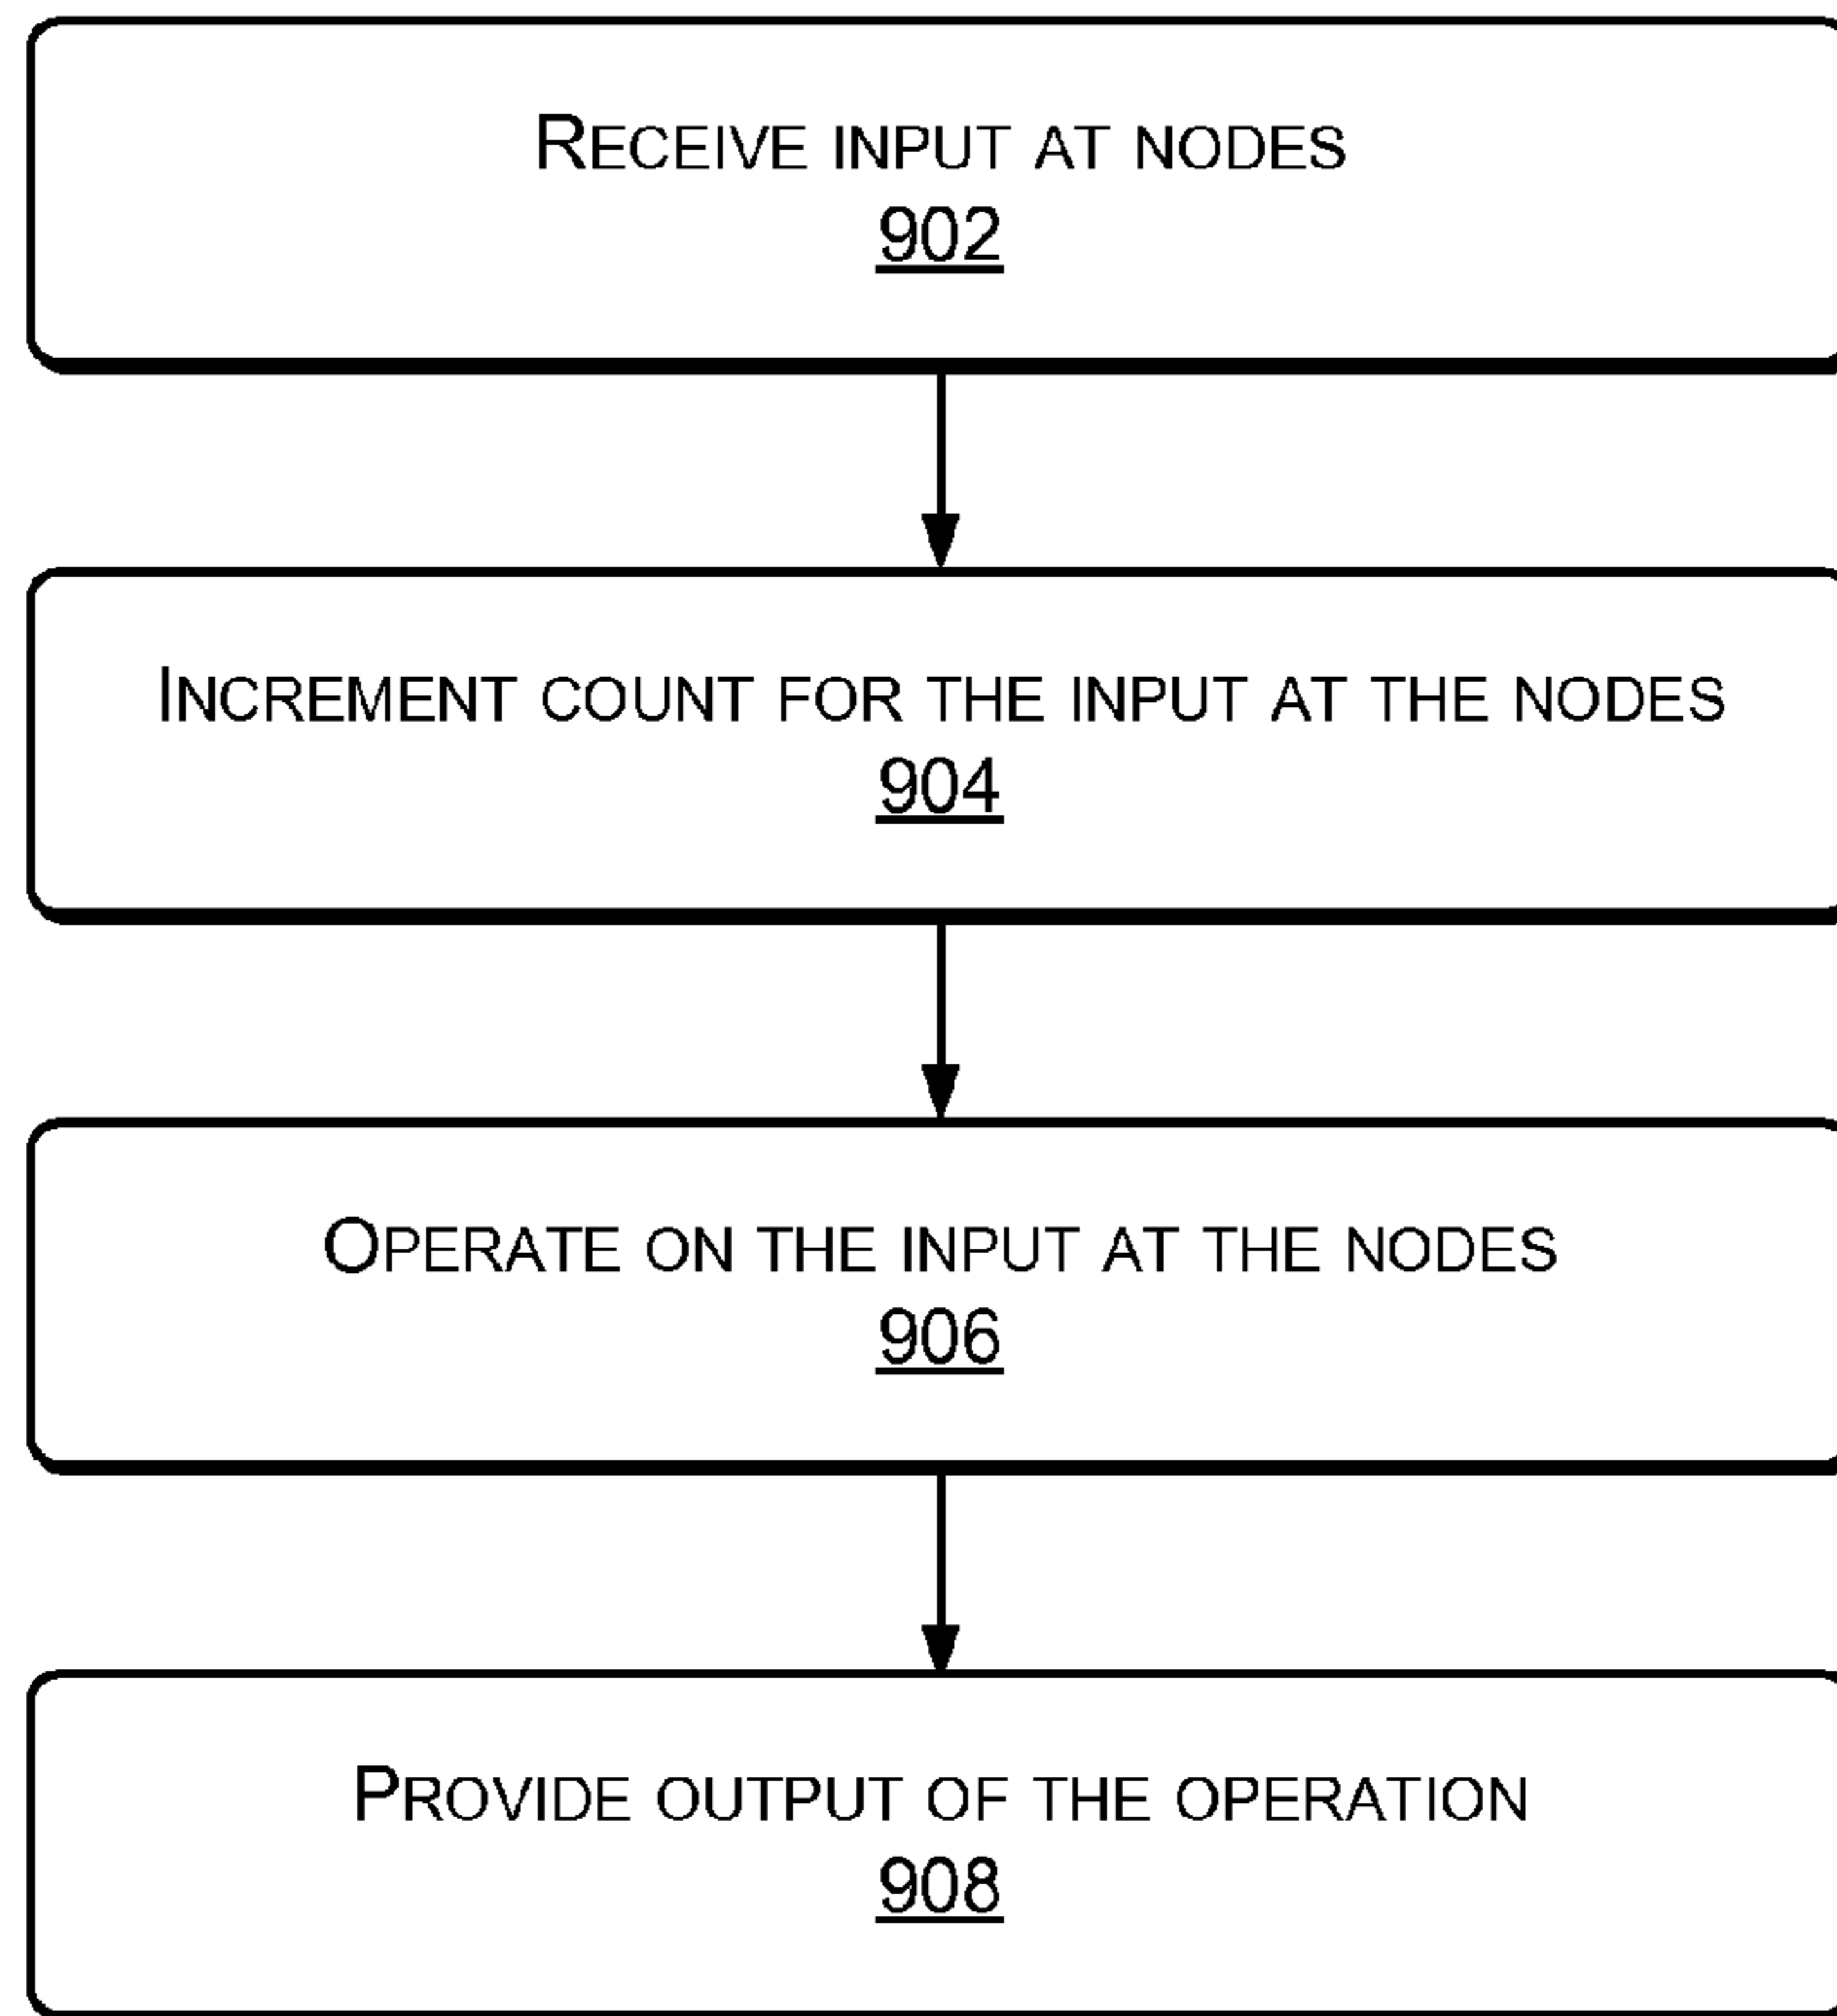 Receive input at nodes
902
Increment count for the input at the nodes
904
Operate on the input at the nodes
906
Provide output of the operation
908